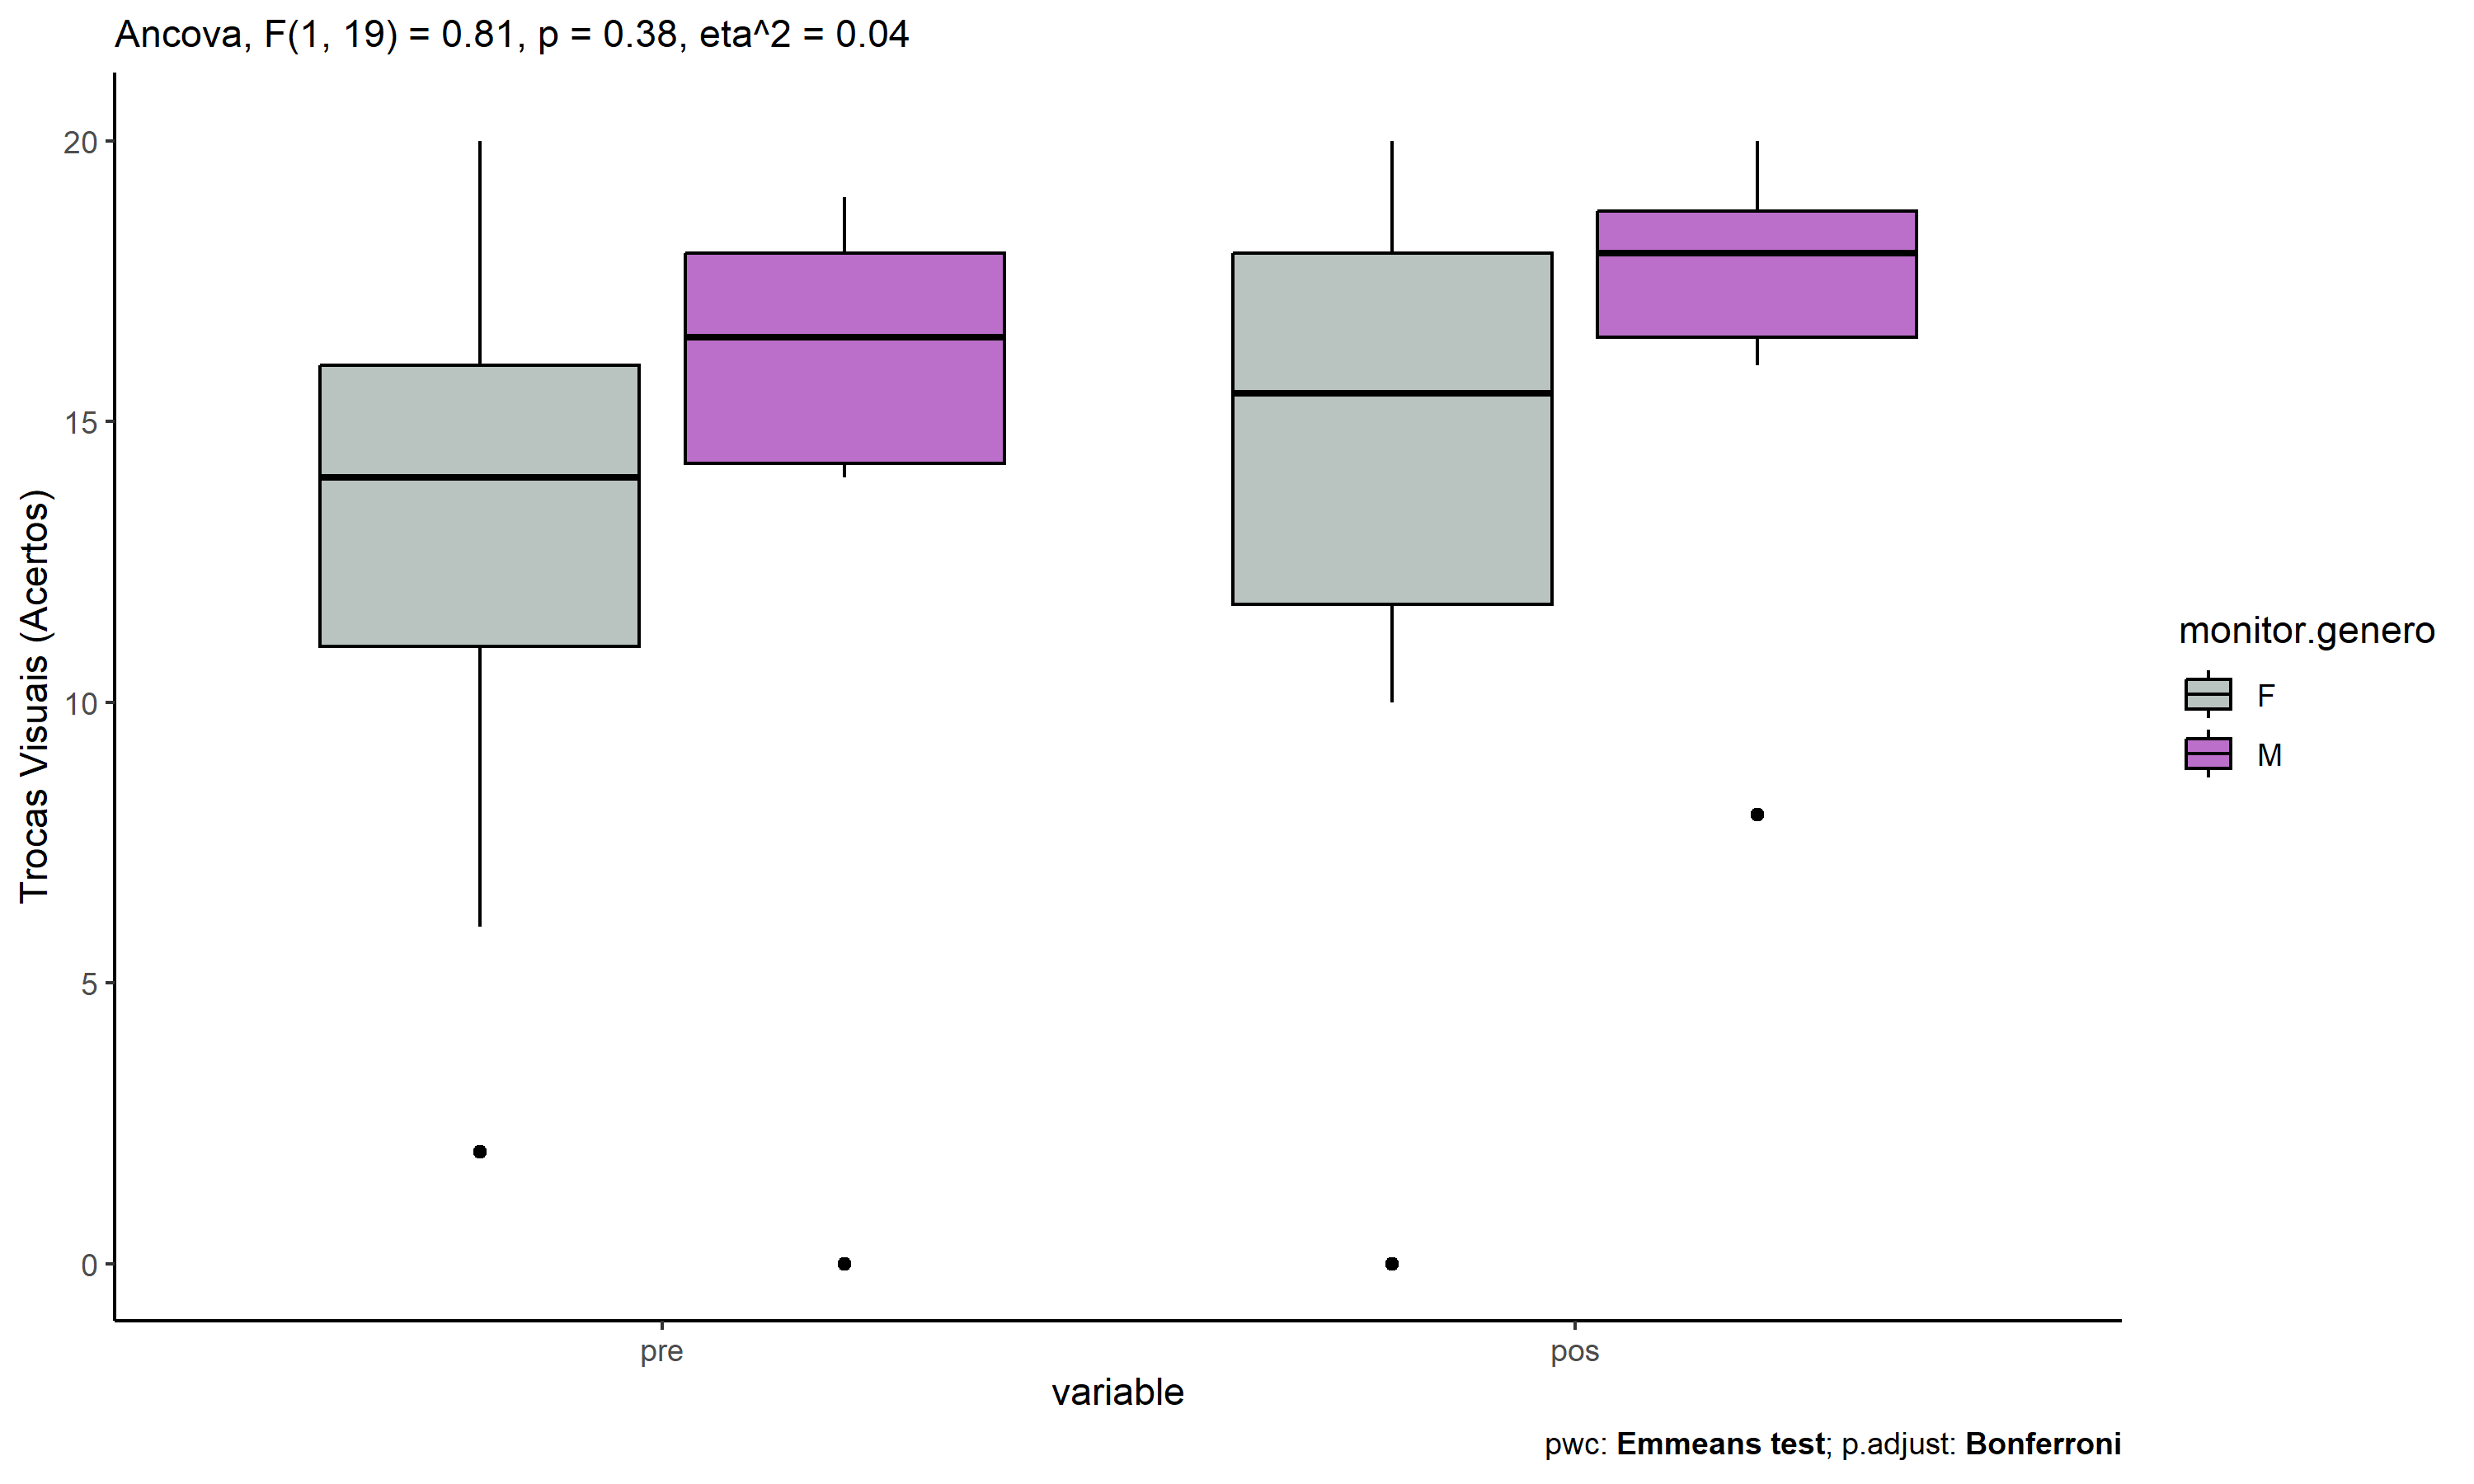 Ancova, F(1, 19) = 0.81, p = 0.38, eta^2 = 0.04
Trocas Visuais (Acertos)
20
15
10
5
0
pre
pos
variable
monitor.genero
F
M
pwc: Emmeans test; p.adjust: Bonferroni